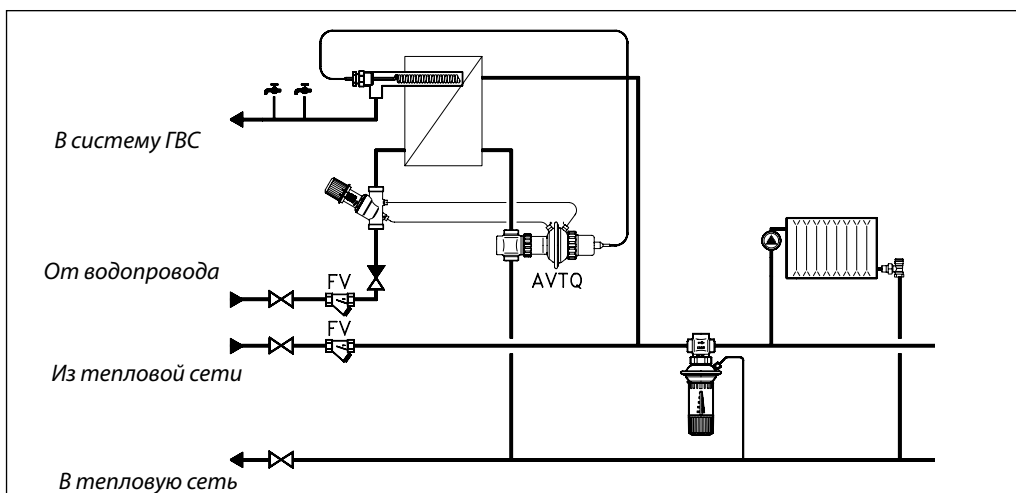 В систему ГВС
От водопровода
AVTQ
FV
FV
Из тепловой сети
В тепловую сеть